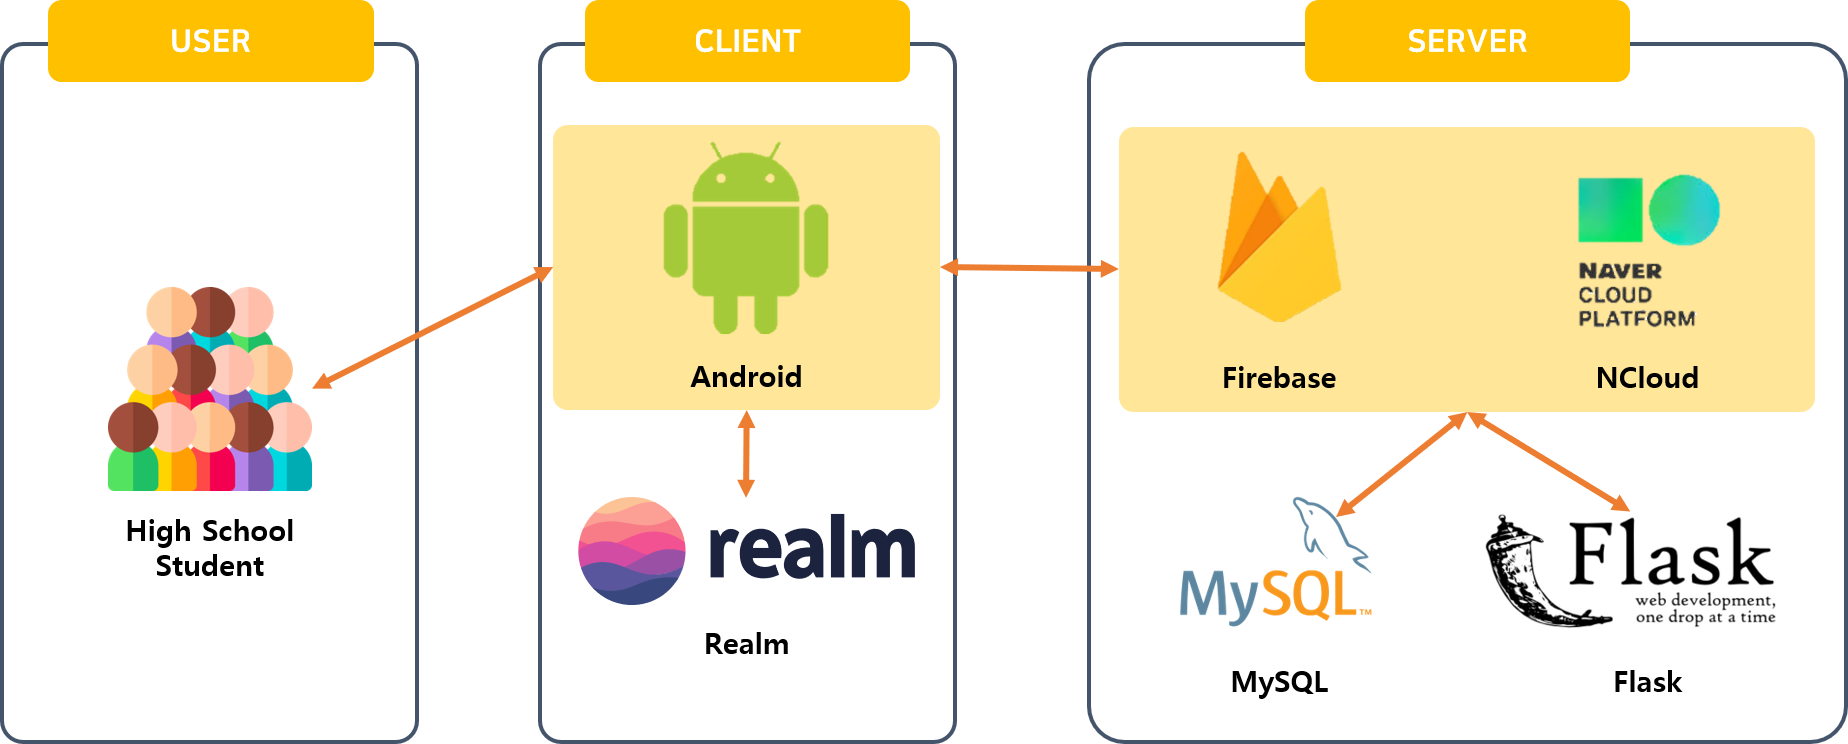 USER
High School
Student
CLIENT
Android
realm
Realm
SERVER
Firebase
NAVER
CLOUD
PLATFORM
NCloud
MySQL™
MySQL
Flask
web development,
one drop at a time
Flask